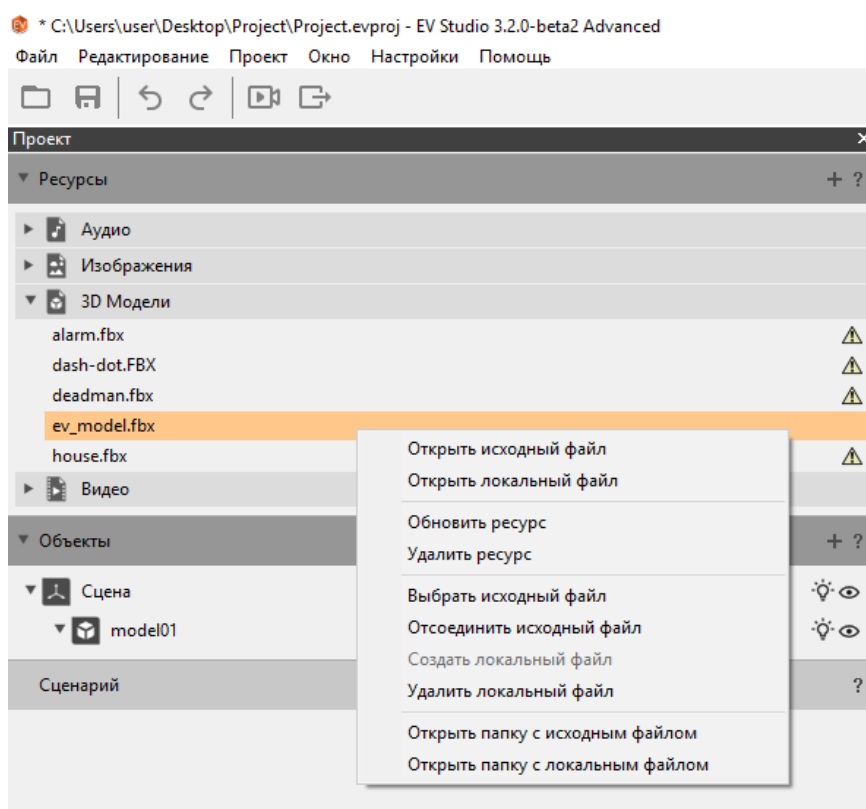 * C:\Users\user\Desktop\Project\Project.evproj - EV Studio 3.2.0-beta2 Advanced
Файл Редактирование Проект Окно Настройки Помощь
Проект
Ресурсы + ?
Аудио
Изображения
3D Модели
alarm.fbx
dash-dot.FBX
deadman.fbx
ev_model.fbx
house.fbx
Видео
Объекты + ?
Сцена
model01
Сценарий ?
Открыть исходный файл
Открыть локальный файл
Обновить ресурс
Удалить ресурс
Выбрать исходный файл
Отсоединить исходный файл
Создать локальный файл
Удалить локальный файл
Открыть папку с исходным файлом
Открыть папку с локальным файлом